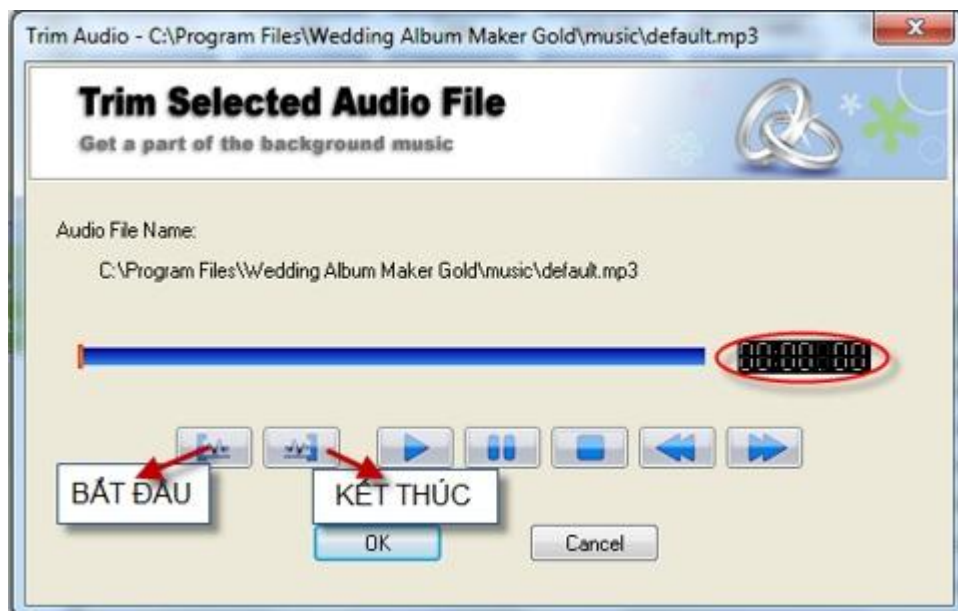 Trim Audio - C:\Program Files\Wedding Album Maker Gold\music\default.mp3
Trim Selected Audio File
Get a part of the background music
Audio File Name:
C:\Program Files\Wedding Album Maker Gold\music\default.mp3
00:00:00
BẮT ĐẦU
KẾT THÚC
OK
Cancel